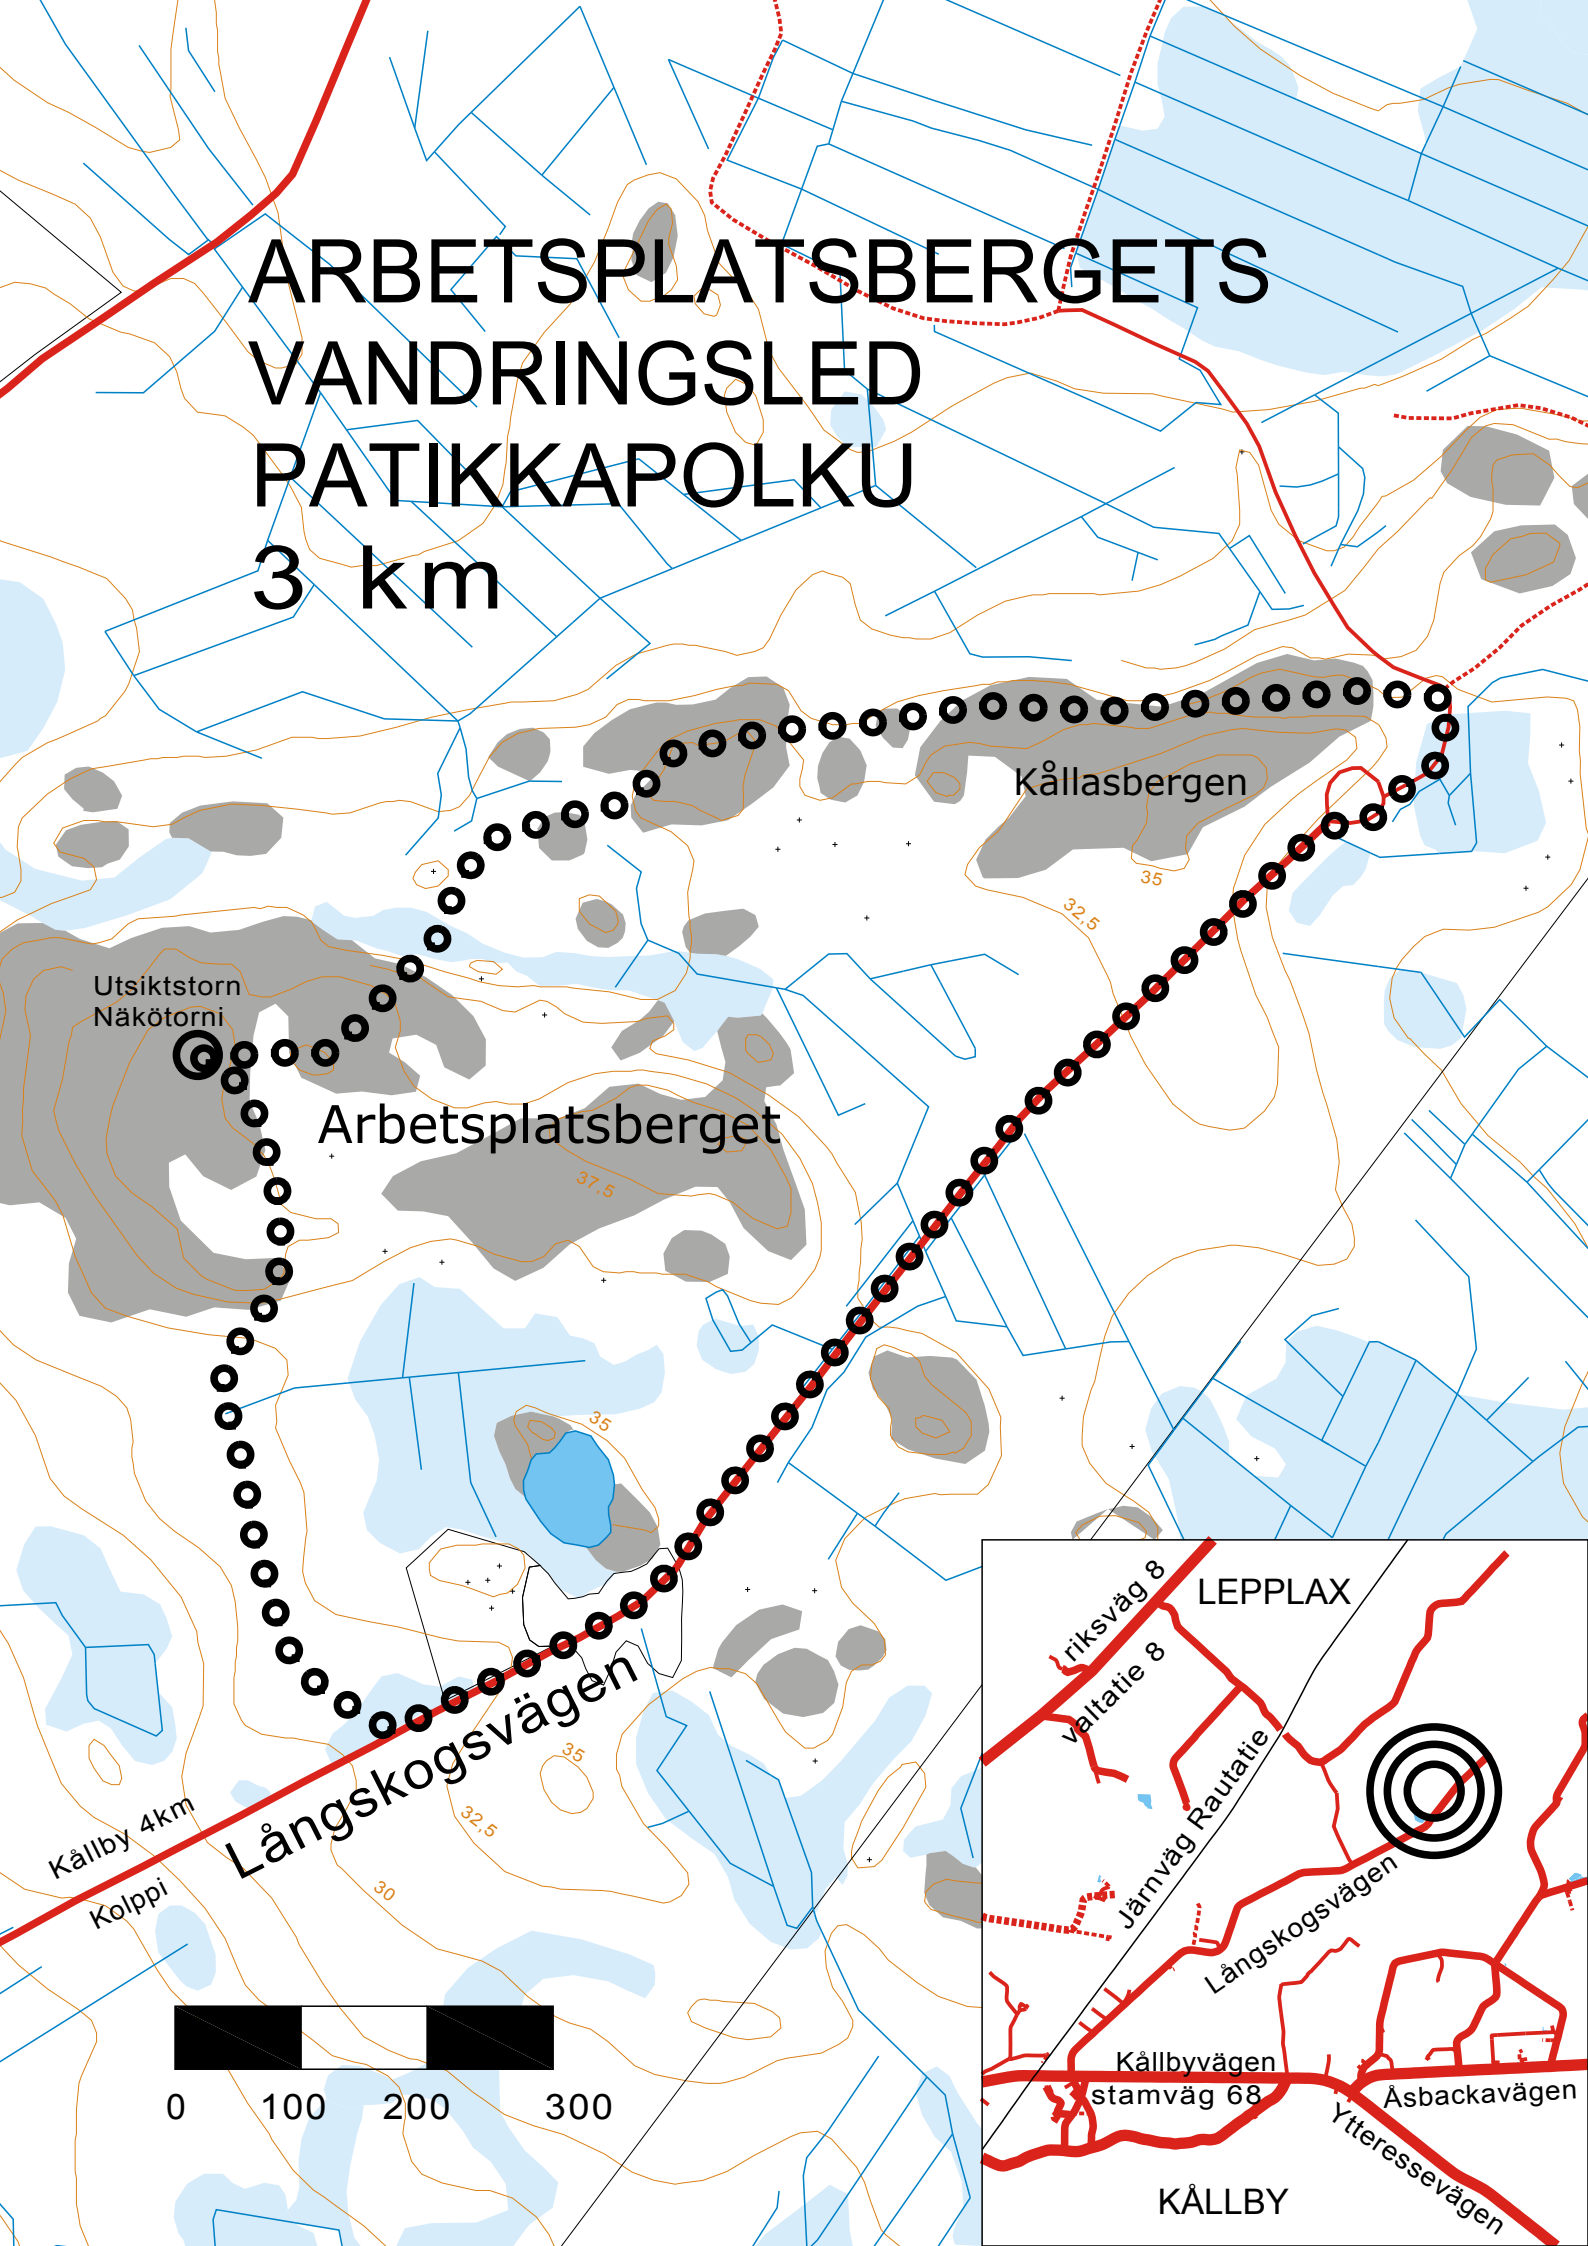 ARBETSPLATSBERGETS
VANDRINGSLED
PATIKKAPOLKU
3 km
Kållasbergen
35
32,5
Utsiktstorn
Näkötorni
Arbetsplatsberget
37,5
35
Långskogsvägen
35
32,5
30
Kållby 4km
Kolppi
0 100 200 300
LEPPLAX
riksväg 8
valtatie 8
Järnväg Rautatie
Långskogsvägen
Kållbyvägen
stamväg 68
Åsbackavägen
Ytteressevägen
KÅLLBY